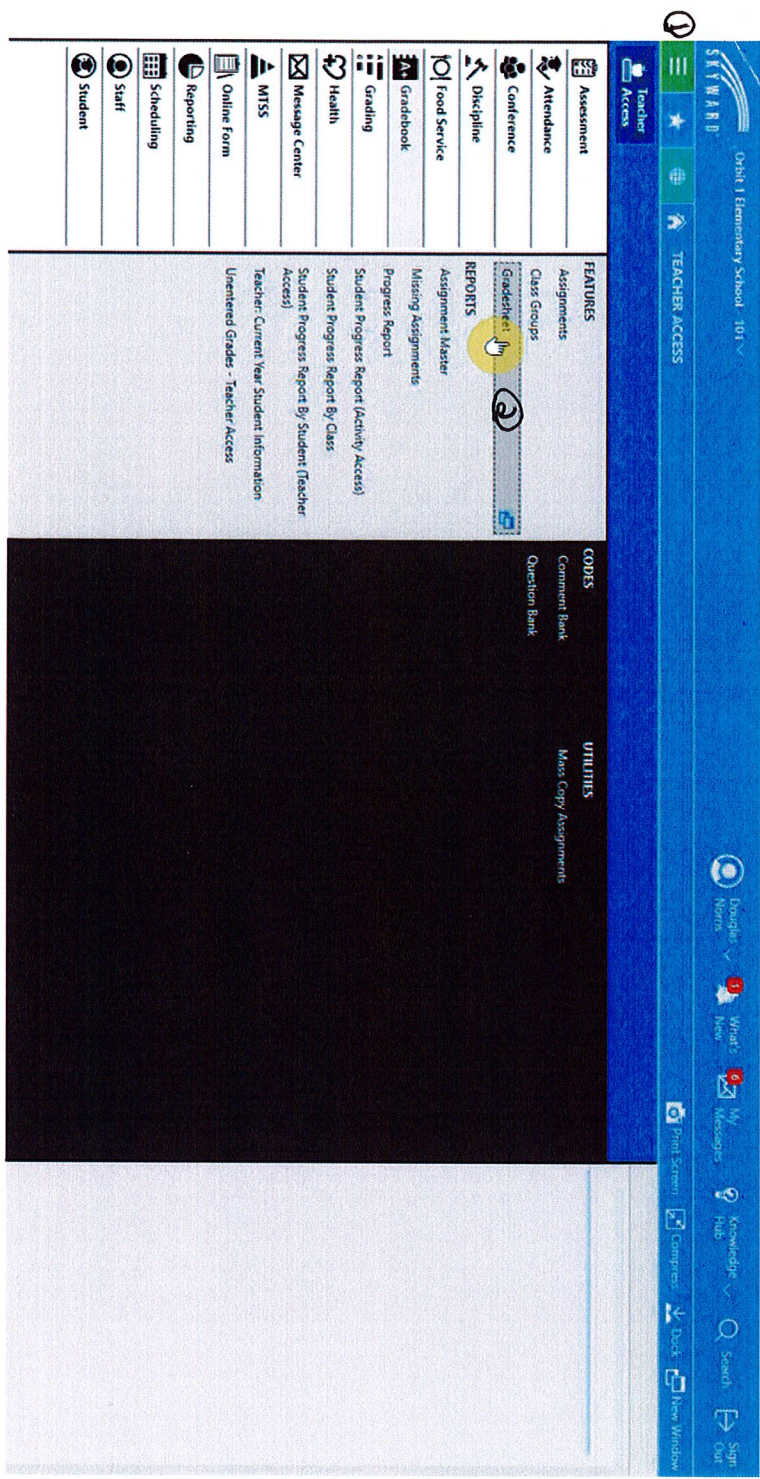 ①
SKYWARD
Orbit 1 Elementary School 101
Douglas Norris
1
What's New
6
My Messages
Knowledge Hub
Search
Sign Out
TEACHER ACCESS
Print Screen
Compress
Dock
New Window
Teacher Access
Assessment
Attendance
Conference
Discipline
Food Service
A+
Gradebook
Grading
Health
Message Center
MTSS
Online Form
Reporting
Scheduling
Staff
Student
FEATURES
Assignments
Class Groups
Gradesheet
②
REPORTS
Assignment Master
Missing Assignments
Progress Report
Student Progress Report (Activity Access)
Student Progress Report By Class
Student Progress Report By Student (Teacher
Access)
Teacher: Current Year Student Information
Unentered Grades - Teacher Access
CODES
Comment Bank
Question Bank
UTILITIES
Mass Copy Assignments